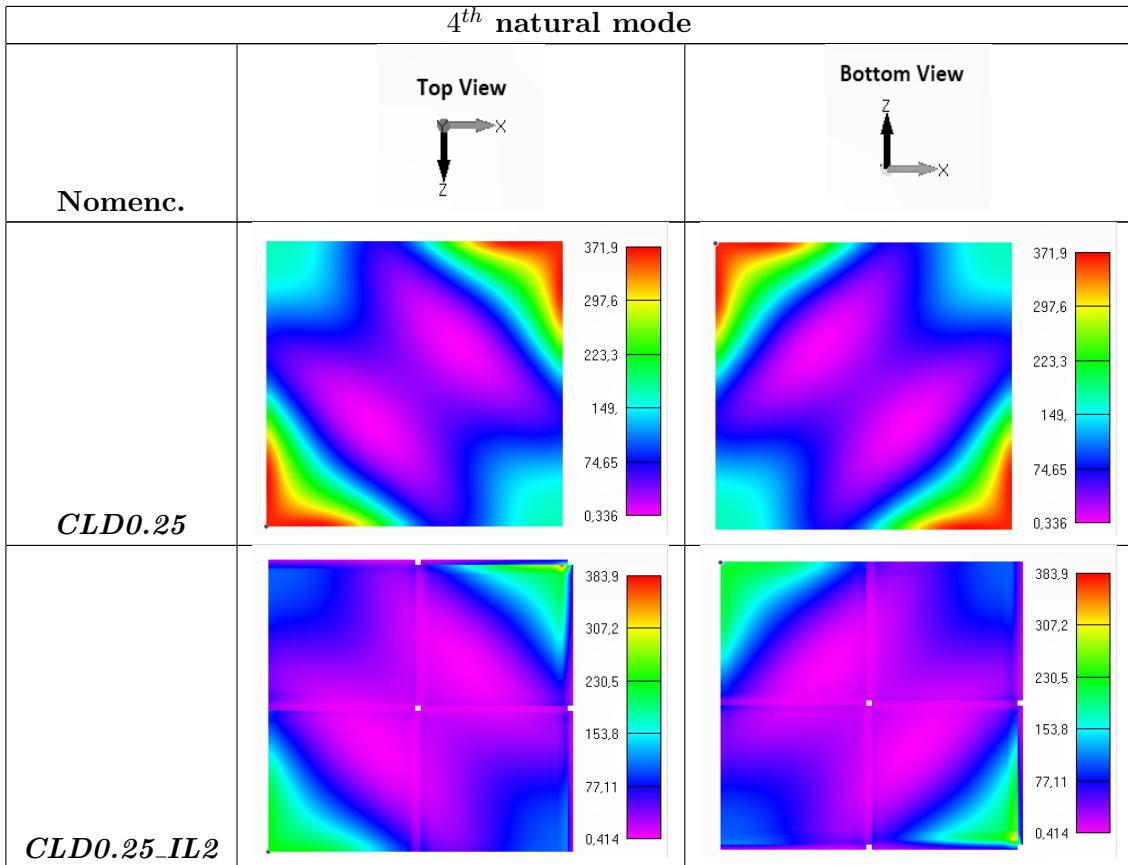 4th natural mode
Nomenc.
Top View
Y
X
Z
Bottom View
Z
X
CLD0.25
371,9
297,6
223,3
149,
74,65
0,336
371,9
297,6
223,3
149,
74,65
0,336
CLD0.25_IL2
383,9
307,2
230,5
153,8
77,11
0,414
383,9
307,2
230,5
153,8
77,11
0,414